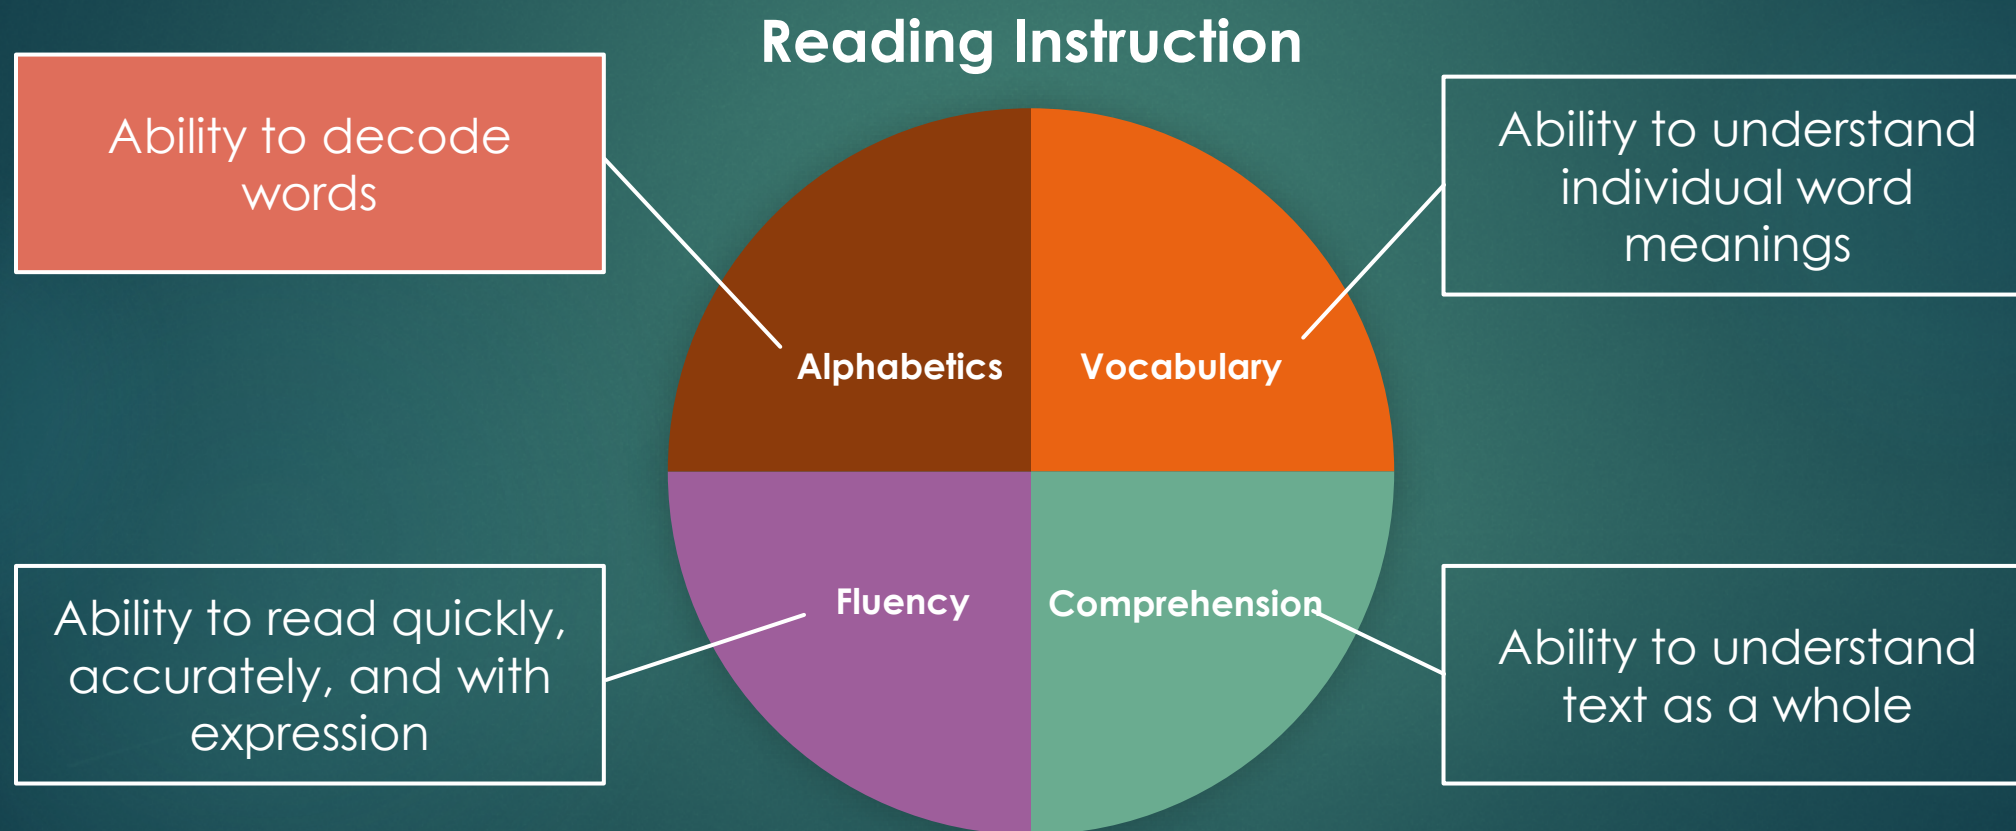 Reading Instruction
Ability to decode
words
Ability to understand
individual word
meanings
Alphabetics
Vocabulary
Fluency
Comprehension
Ability to read quickly,
accurately, and with
expression
Ability to understand
text as a whole